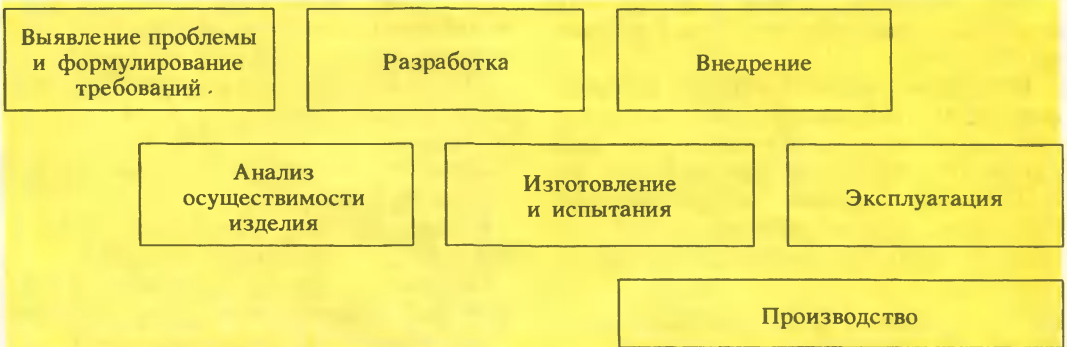 Выявление проблемы
и формулирование
требований.
Разработка
Внедрение
Анализ
осуществимости
изделия
Изготовление
и испытания
Эксплуатация
Производство